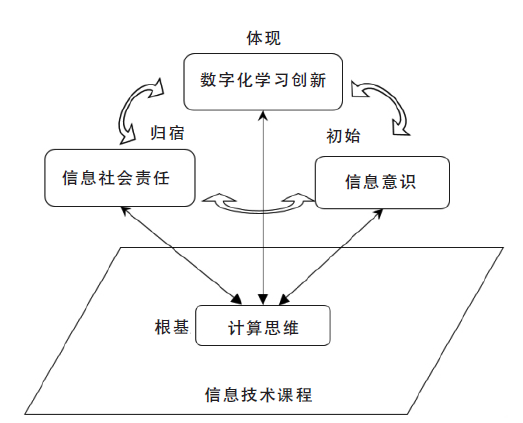 体现
数字化学习创新
归宿
初始
信息社会责任
信息意识
根基
计算思维
信息技术课程